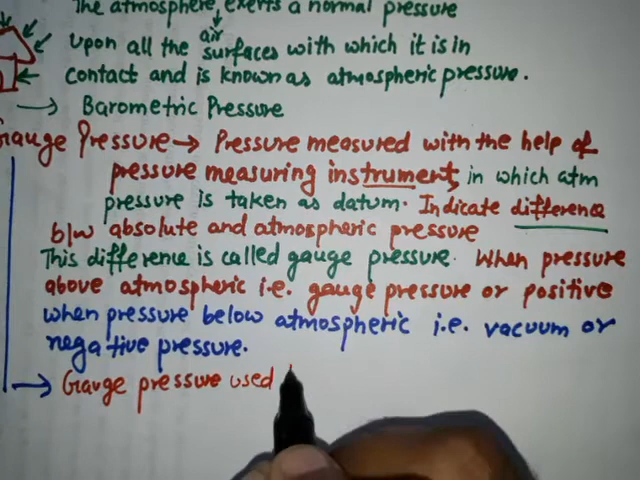 The atmosphere exerts a normal pressure
air
upon all the surfaces with which it is in
contact and is known as atmospheric pressure.
→ Barometric Pressure
Gauge Pressure → Pressure measured with the help of
pressure measuring instrument, in which atm
pressure is taken as datum. Indicate difference
b/w absolute and atmospheric pressure
This difference is called gauge pressure. When pressure
above atmospheric i.e. gauge pressure or positive
when pressure below atmospheric i.e. vacuum or
negative pressure.
→ Gauge pressure used